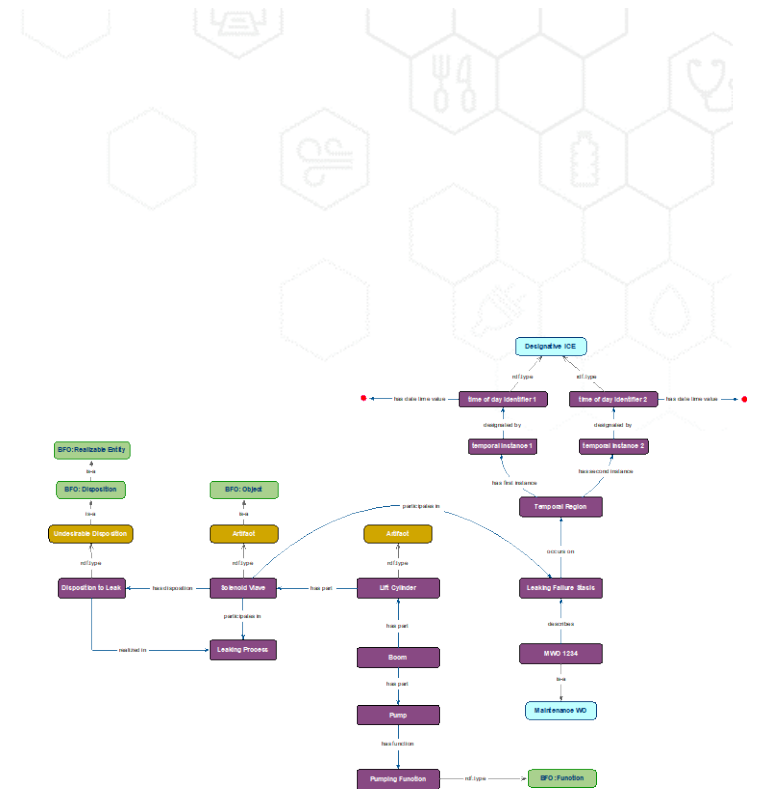 Designative ICE
rdf:type
rdf:type
has date time value
time of day Identifier 1
time of day Identifier 2
has date time value
designated by
designated by
BFO: Realizable Entity
temporal instance 1
temporal instance 2
is-a
has first instance
has second instance
BFO: Disposition
BFO: Object
is-a
is-a
participates in
Temporal Region
Undesirable Disposition
Artifact
Artifact
occurs on
rdf:type
rdf:type
rdf:type
Disposition to Leak
has disposition
Solenoid Vlave
has part
Lift Cylinder
Leaking Failure Stasis
participates in
has part
describes
realized in
Leaking Process
Boom
MWO 1234
has part
is-a
Pump
Maintenance WO
has function
Pumping Function
rdf:type
BFO :Function